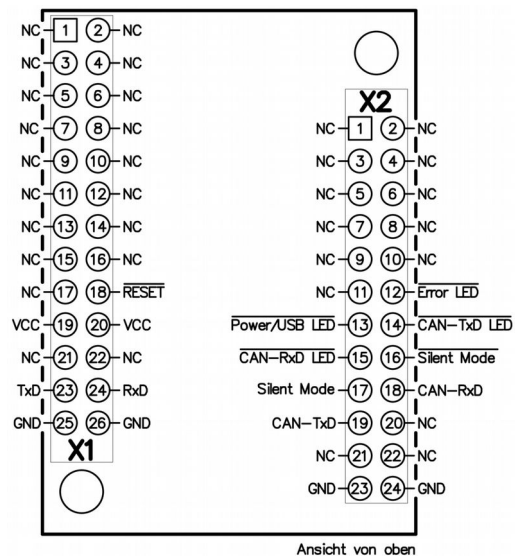 NC 1 2 NC
NC 3 4 NC
NC 5 6 NC
NC 7 8 NC
NC 9 10 NC
NC 11 12 NC
NC 13 14 NC
NC 15 16 NC
NC 17 18 RESET
VCC 19 20 VCC
NC 21 22 NC
TxD 23 24 RxD
GND 25 26 GND
X1
X2
NC 1 2 NC
NC 3 4 NC
NC 5 6 NC
NC 7 8 NC
NC 9 10 NC
NC 11 12 Error LED
Power/USB LED 13 14 CAN-TxD LED
CAN-RxD LED 15 16 Silent Mode
Silent Mode 17 18 CAN-RxD
CAN-TxD 19 20 NC
NC 21 22 NC
GND 23 24 GND
Ansicht von oben